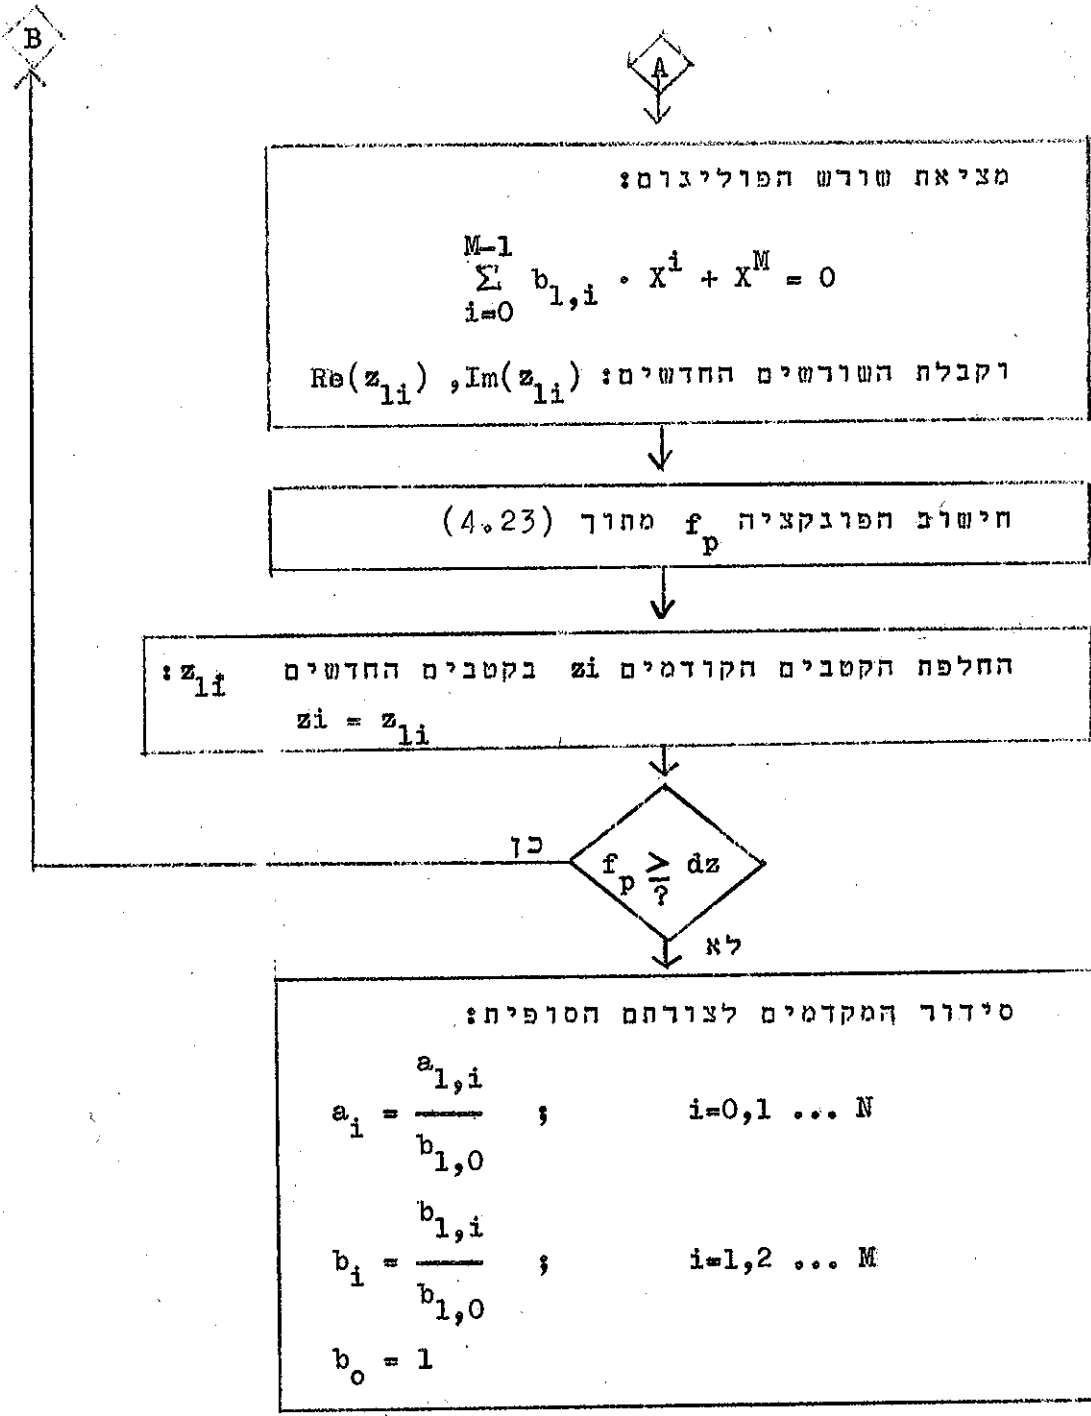 B
A
מציאת שורש הפולינום:
M-1
Σ b1,i · X^i + X^M = 0
i=0
וקבלת השורשים החדשים: Re(z1i) ,Im(z1i)
חישוב הפונקציה fp מתוך (4.23)
החלפת הקטבים הקודמים zi בקטבים החדשים z1i:
zi = z1i
כן
fp ≥ dz
?
לא
סידור המקדמים לצורתם הסופית:
a1,i
ai = ―― ; i=0,1 ... N
b1,0
b1,i
bi = ―― ; i=1,2 ... M
b1,0
bo = 1